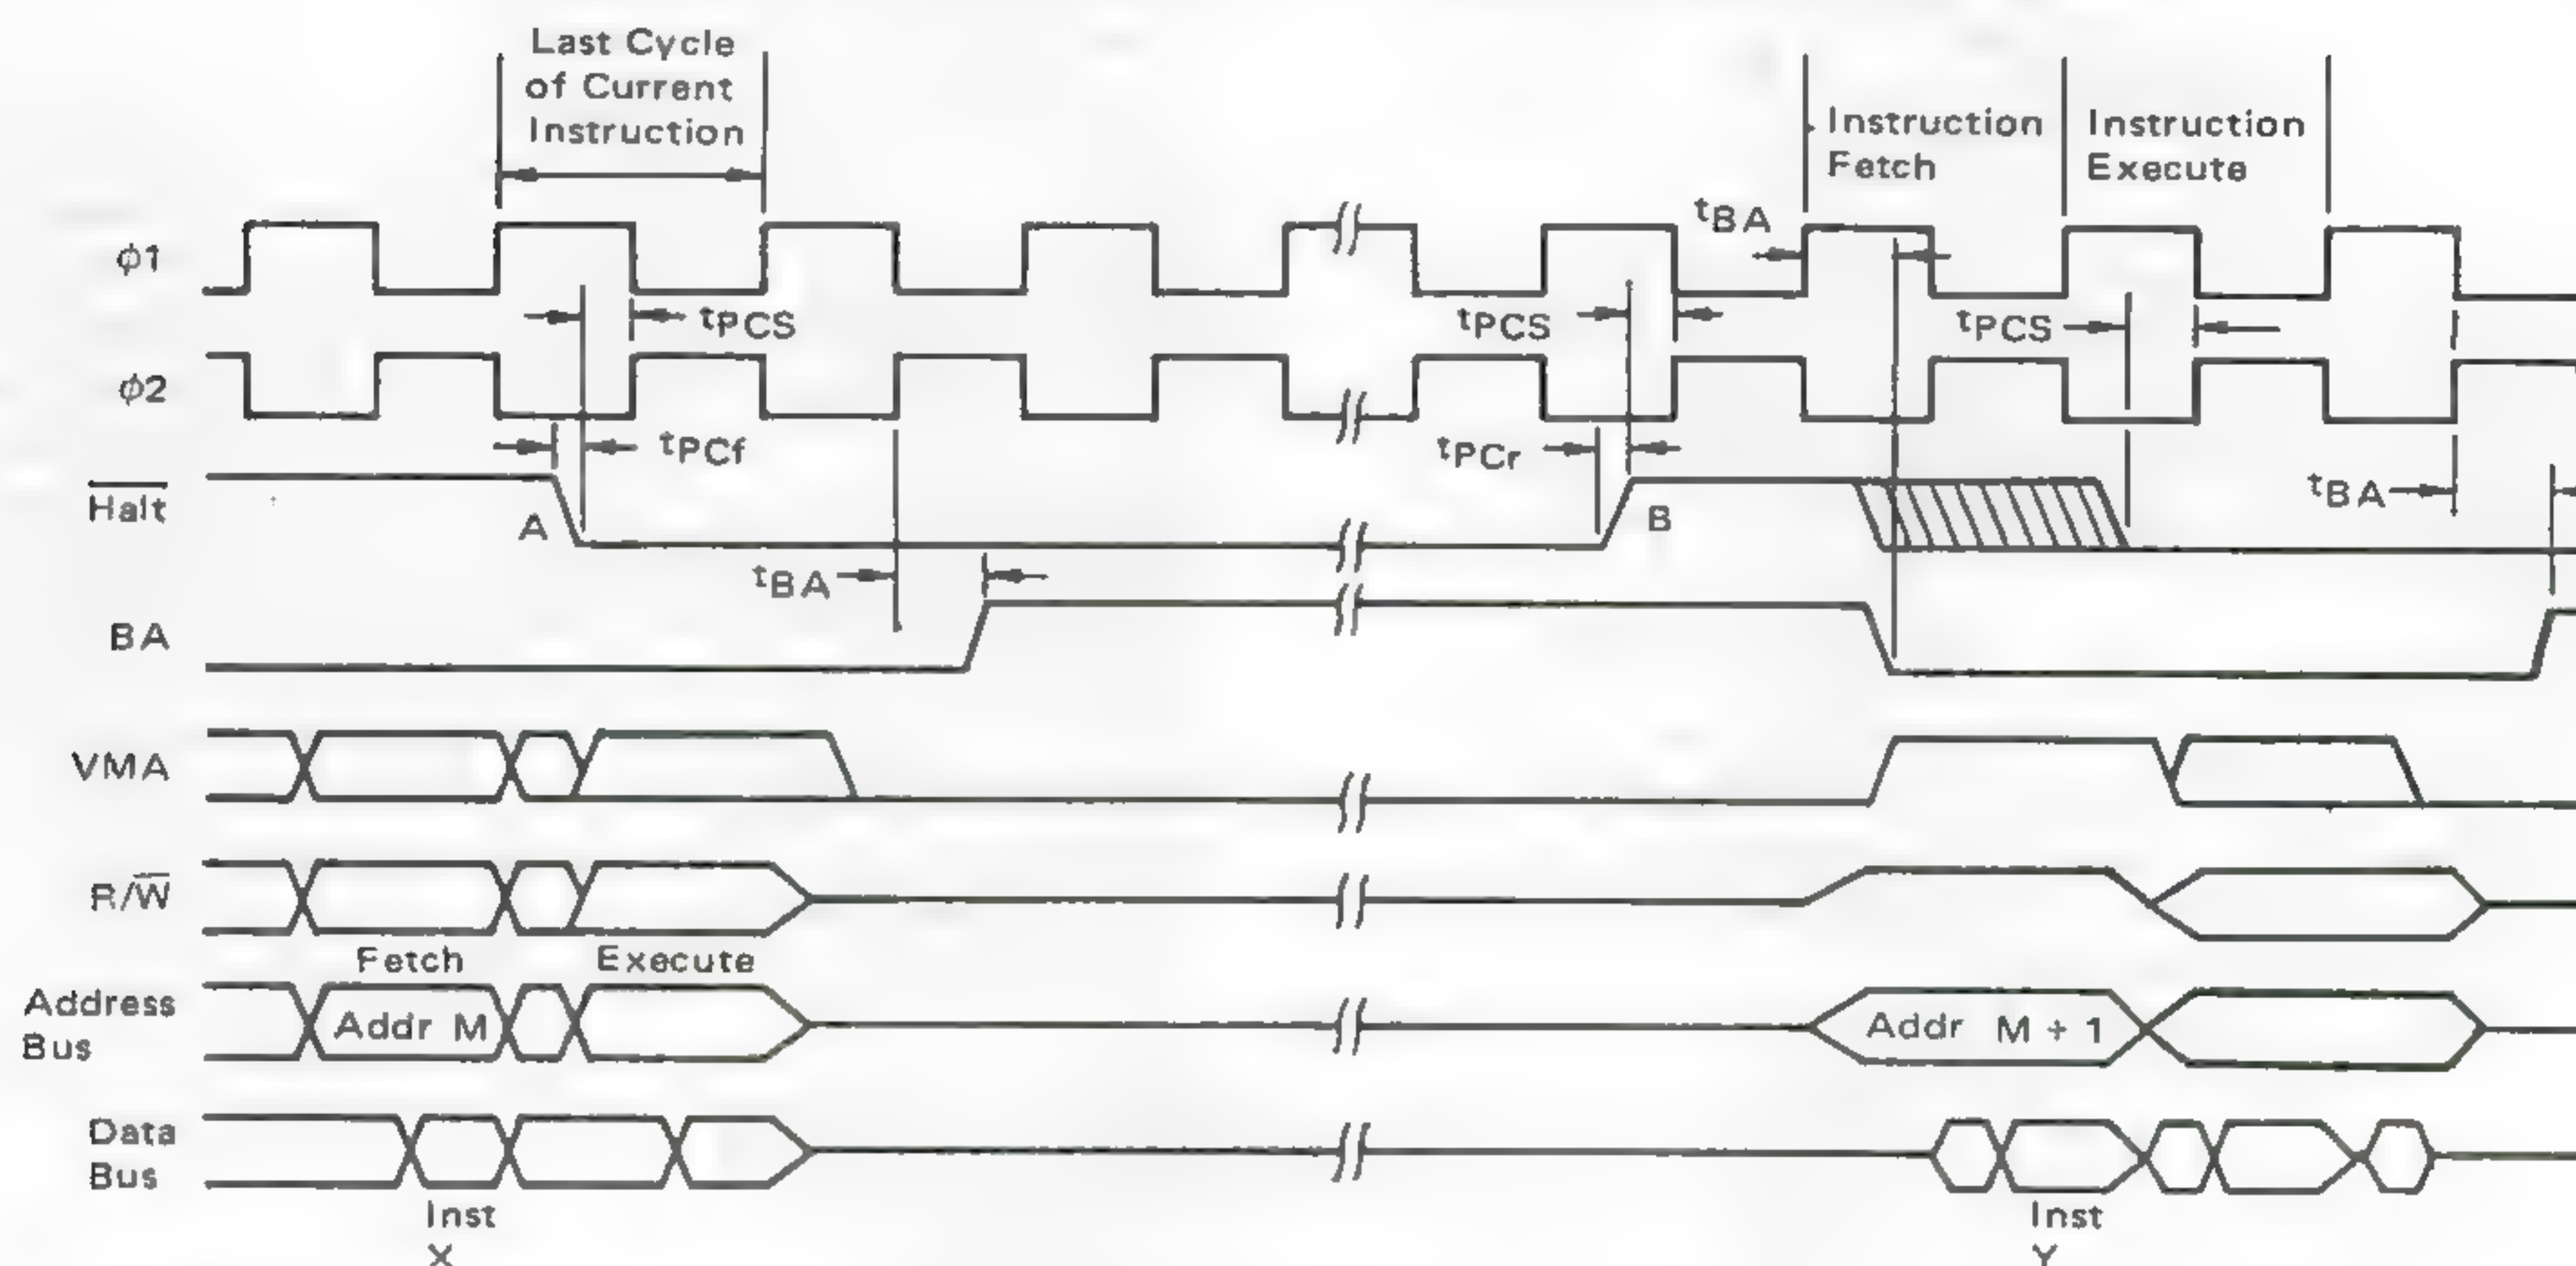 Last Cycle
of Current
Instruction
Instruction
Fetch
Instruction
Execute
tBA
φ1
tPCS
tPCS
tPCS
φ2
tPCf
tPCr
Halt
A
B
tBA
tBA
BA
VMA
R/W
Fetch
Execute
Address
Bus
Addr M
Addr M + 1
Data
Bus
Inst
X
Inst
Y